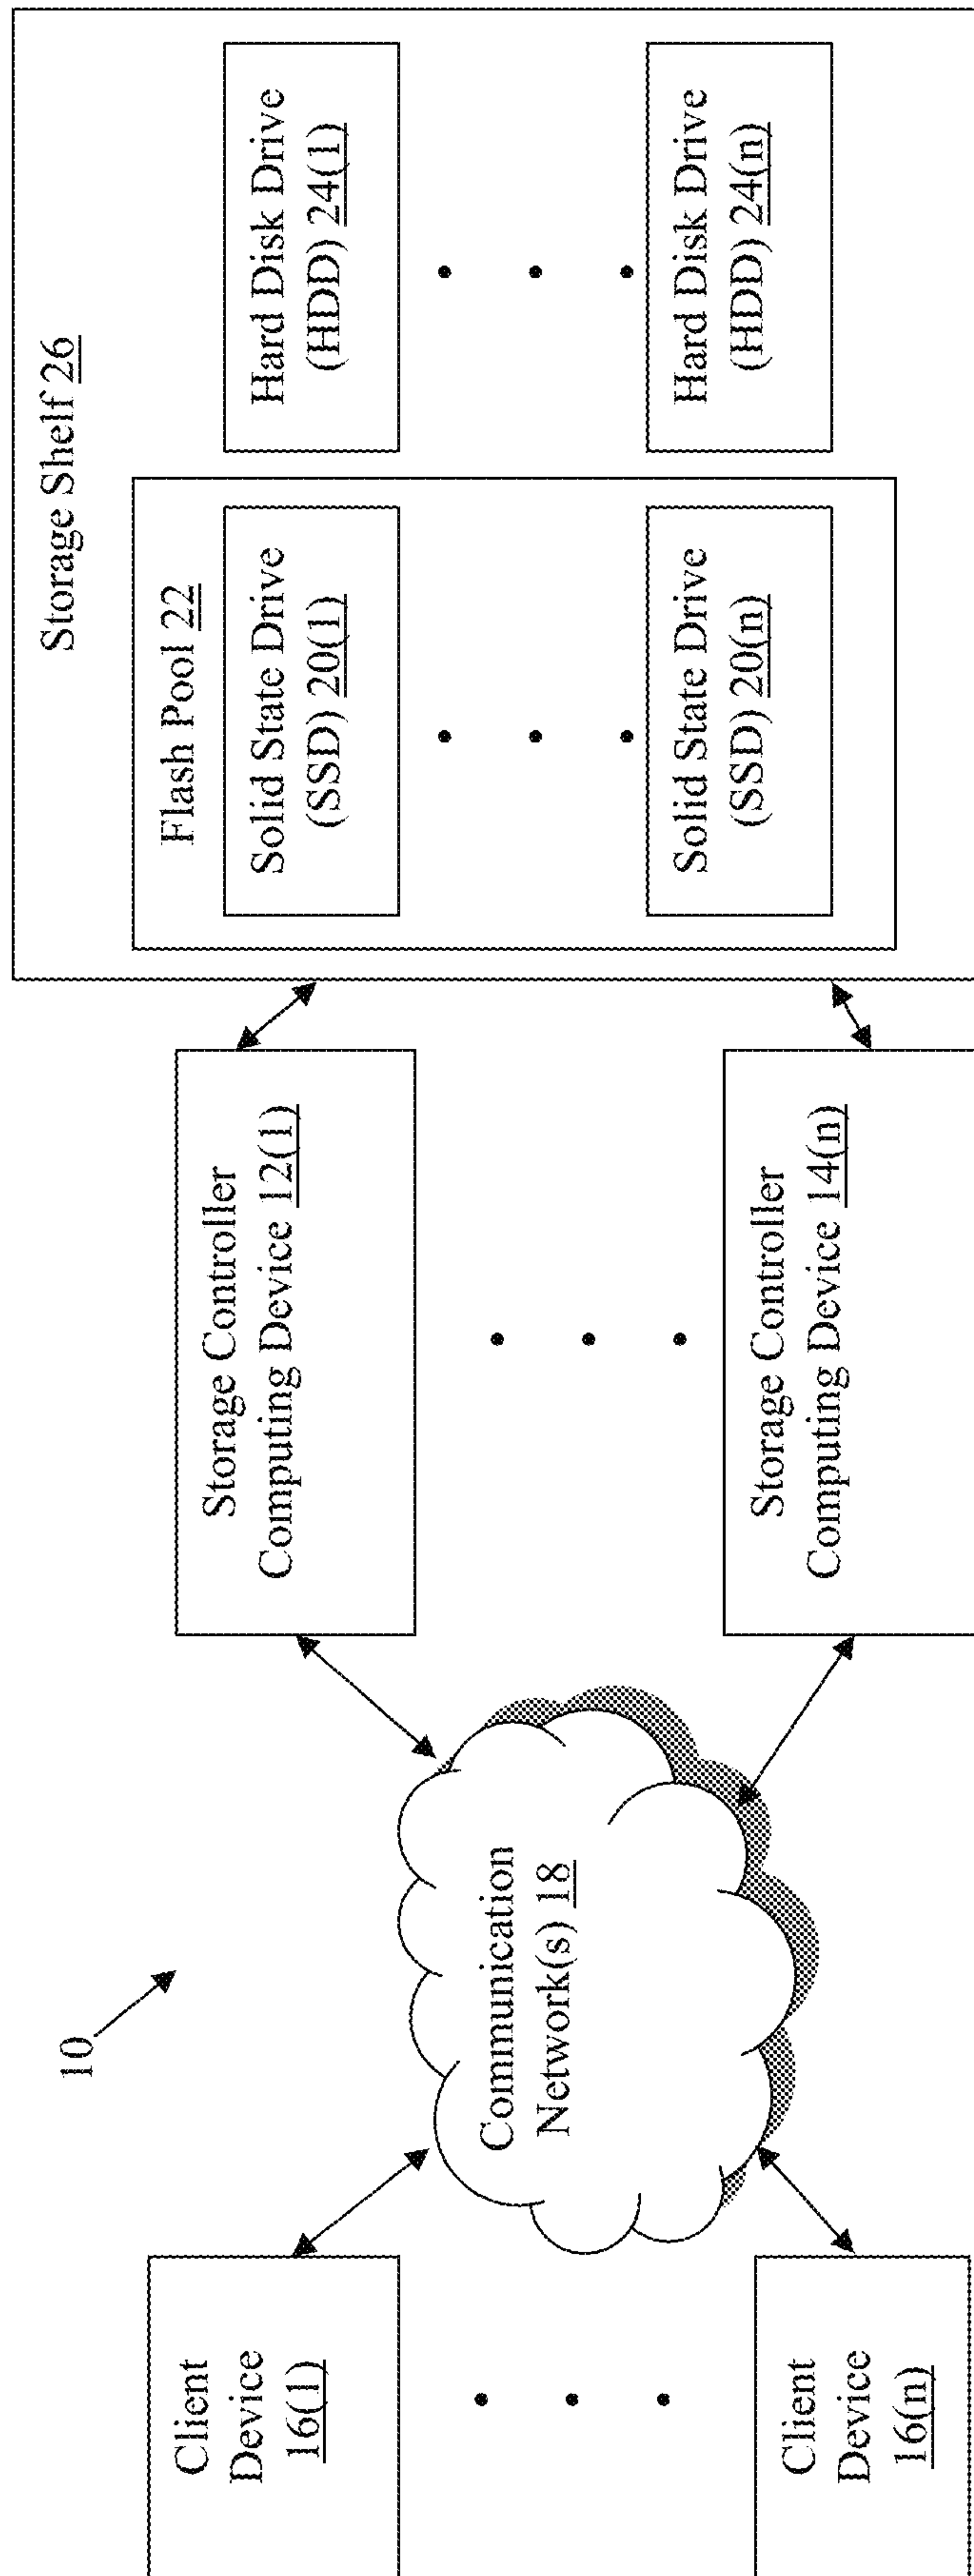 10
Client
Device
16(1)
Client
Device
16(n)
Communication
Network(s) 18
Storage Controller
Computing Device 12(1)
Storage Controller
Computing Device 14(n)
Storage Shelf 26
Flash Pool 22
Solid State Drive
(SSD) 20(1)
Solid State Drive
(SSD) 20(n)
Hard Disk Drive
(HDD) 24(1)
Hard Disk Drive
(HDD) 24(n)